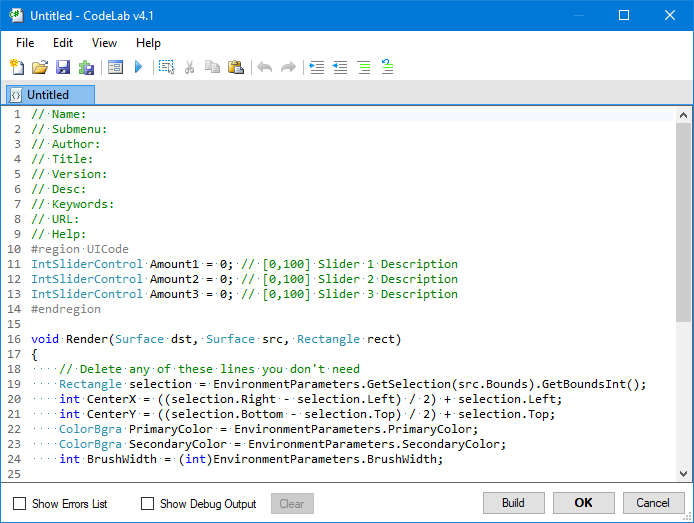 Untitled - CodeLab v4.1
File Edit View Help
Untitled
1 // Name:
2 // Submenu:
3 // Author:
4 // Title:
5 // Version:
6 // Desc:
7 // Keywords:
8 // URL:
9 // Help:
10 #region UICode
11 IntSliderControl Amount1 = 0; // [0,100] Slider 1 Description
12 IntSliderControl Amount2 = 0; // [0,100] Slider 2 Description
13 IntSliderControl Amount3 = 0; // [0,100] Slider 3 Description
14 #endregion
15
16 void Render(Surface dst, Surface src, Rectangle rect)
17 {
18     // Delete any of these lines you don't need
19     Rectangle selection = EnvironmentParameters.GetSelection(src.Bounds).GetBoundsInt();
20     int CenterX = ((selection.Right - selection.Left) / 2) + selection.Left;
21     int CenterY = ((selection.Bottom - selection.Top) / 2) + selection.Top;
22     ColorBgra PrimaryColor = EnvironmentParameters.PrimaryColor;
23     ColorBgra SecondaryColor = EnvironmentParameters.SecondaryColor;
24     int BrushWidth = (int)EnvironmentParameters.BrushWidth;
25
Show Errors List Show Debug Output Clear Build OK Cancel